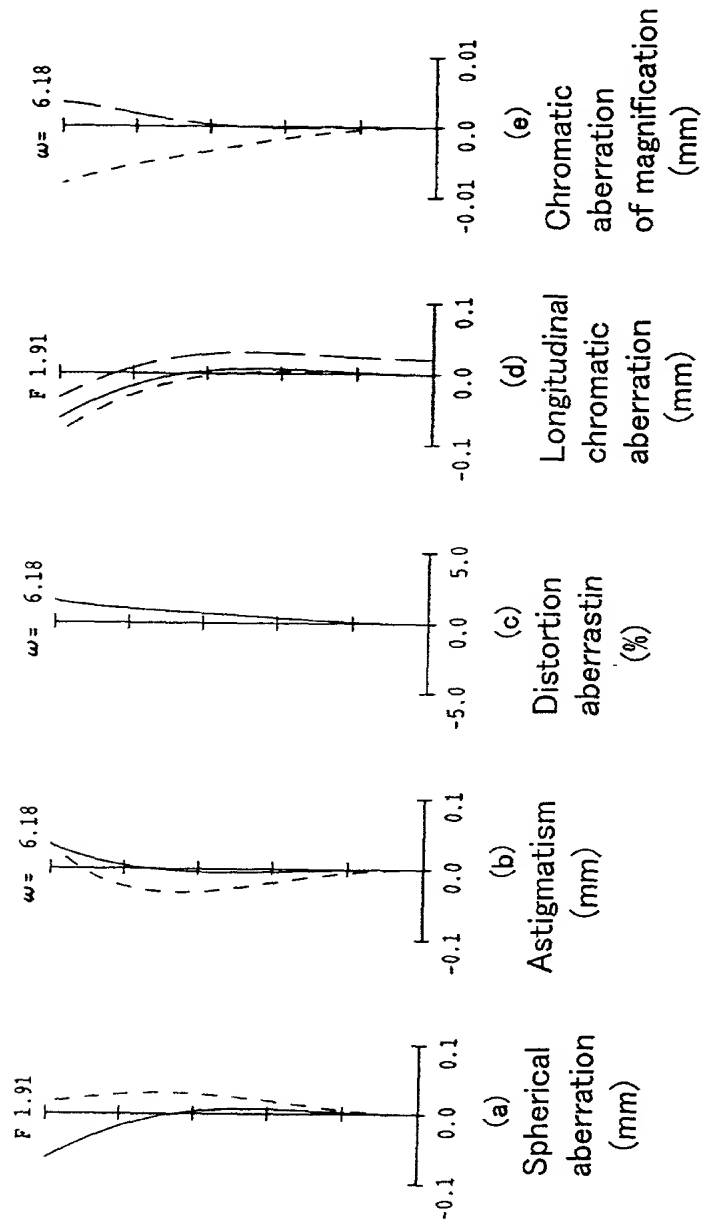 F 1.91
-0.1 0.0 0.1
(a)
Spherical
aberration
(mm)
ω= 6.18
-0.1 0.0 0.1
(b)
Astigmatism
(mm)
ω= 6.18
-5.0 0.0 5.0
(c)
Distortion
aberrastin
(%)
F 1.91
-0.1 0.0 0.1
(d)
Longitudinal
chromatic
aberration
(mm)
ω= 6.18
-0.01 0.0 0.01
(e)
Chromatic
aberration
of magnification
(mm)